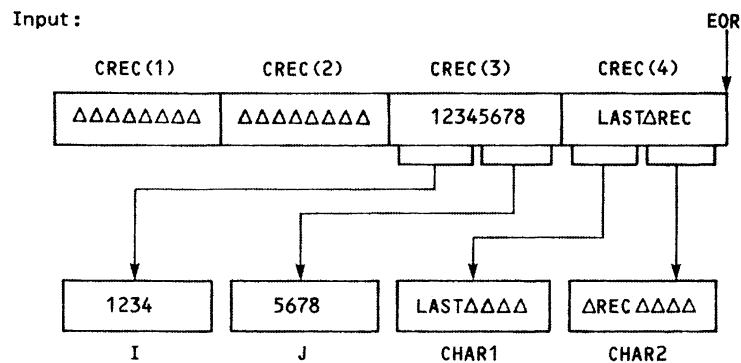 Input:
EOR
CREC(1) CREC(2) CREC(3) CREC(4)
ΔΔΔΔΔΔΔΔ ΔΔΔΔΔΔΔΔ 12345678 LASTΔREC
1234 5678 LASTΔΔΔΔ ΔRECΔΔΔΔ
I J CHAR1 CHAR2